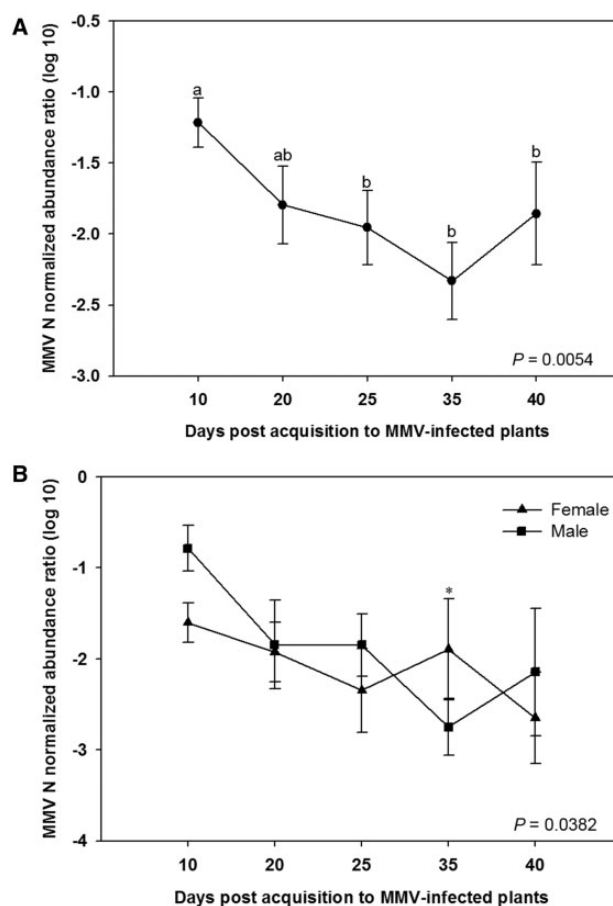 A
MMV N normalized abundance ratio (log 10)
-0.5
-1.0
-1.5
-2.0
-2.5
-3.0
a
ab
b
b
b
P = 0.0054
10 20 25 35 40
Days post acquisition to MMV-infected plants
B
MMV N normalized abundance ratio (log 10)
0
-1
-2
-3
-4
Female
Male
*
P = 0.0382
10 20 25 35 40
Days post acquisition to MMV-infected plants